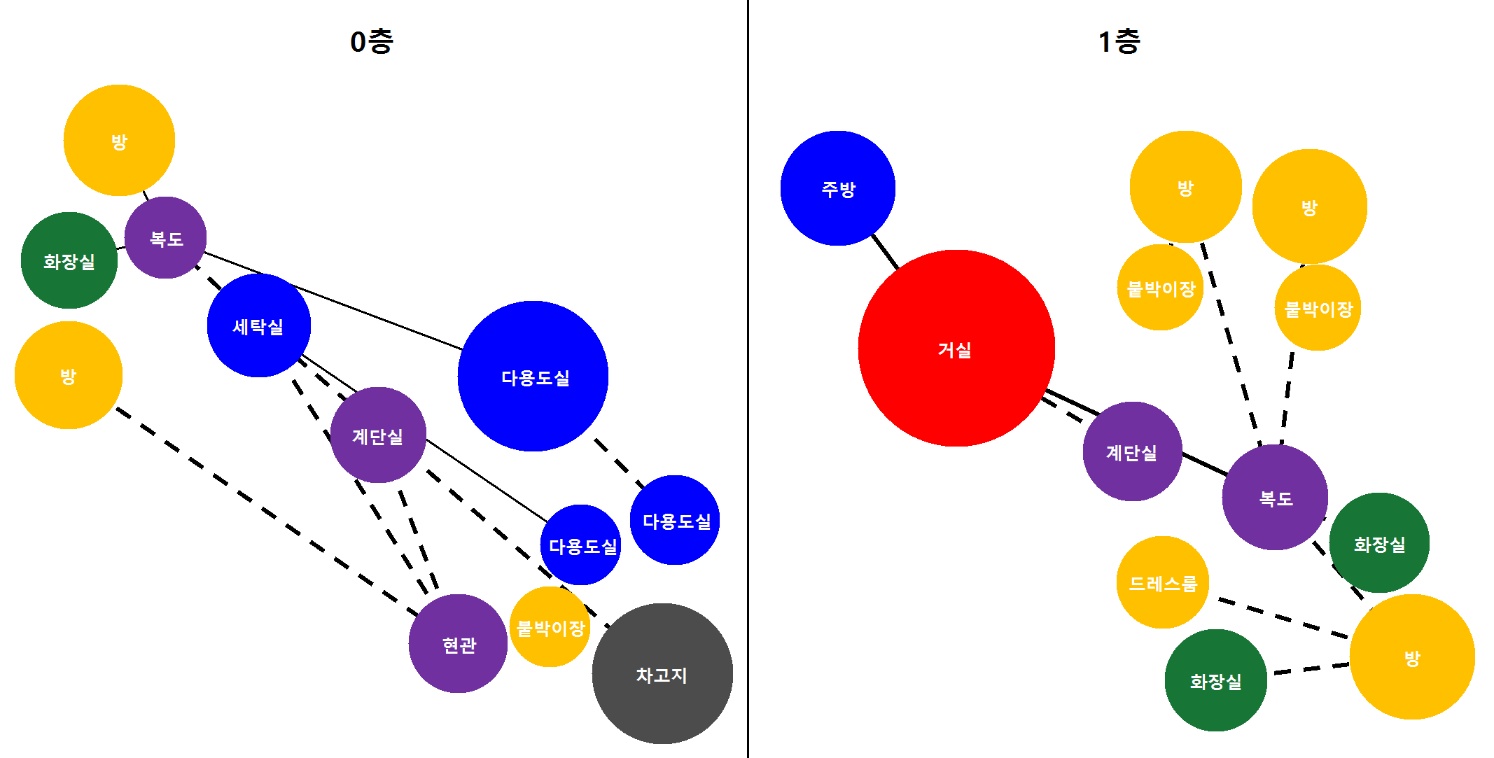 0층
방
복도
화장실
세탁실
방
다용도실
계단실
다용도실
다용도실
붙박이장
현관
차고지
1층
주방
방
방
붙박이장
붙박이장
거실
계단실
복도
화장실
드레스룸
방
화장실